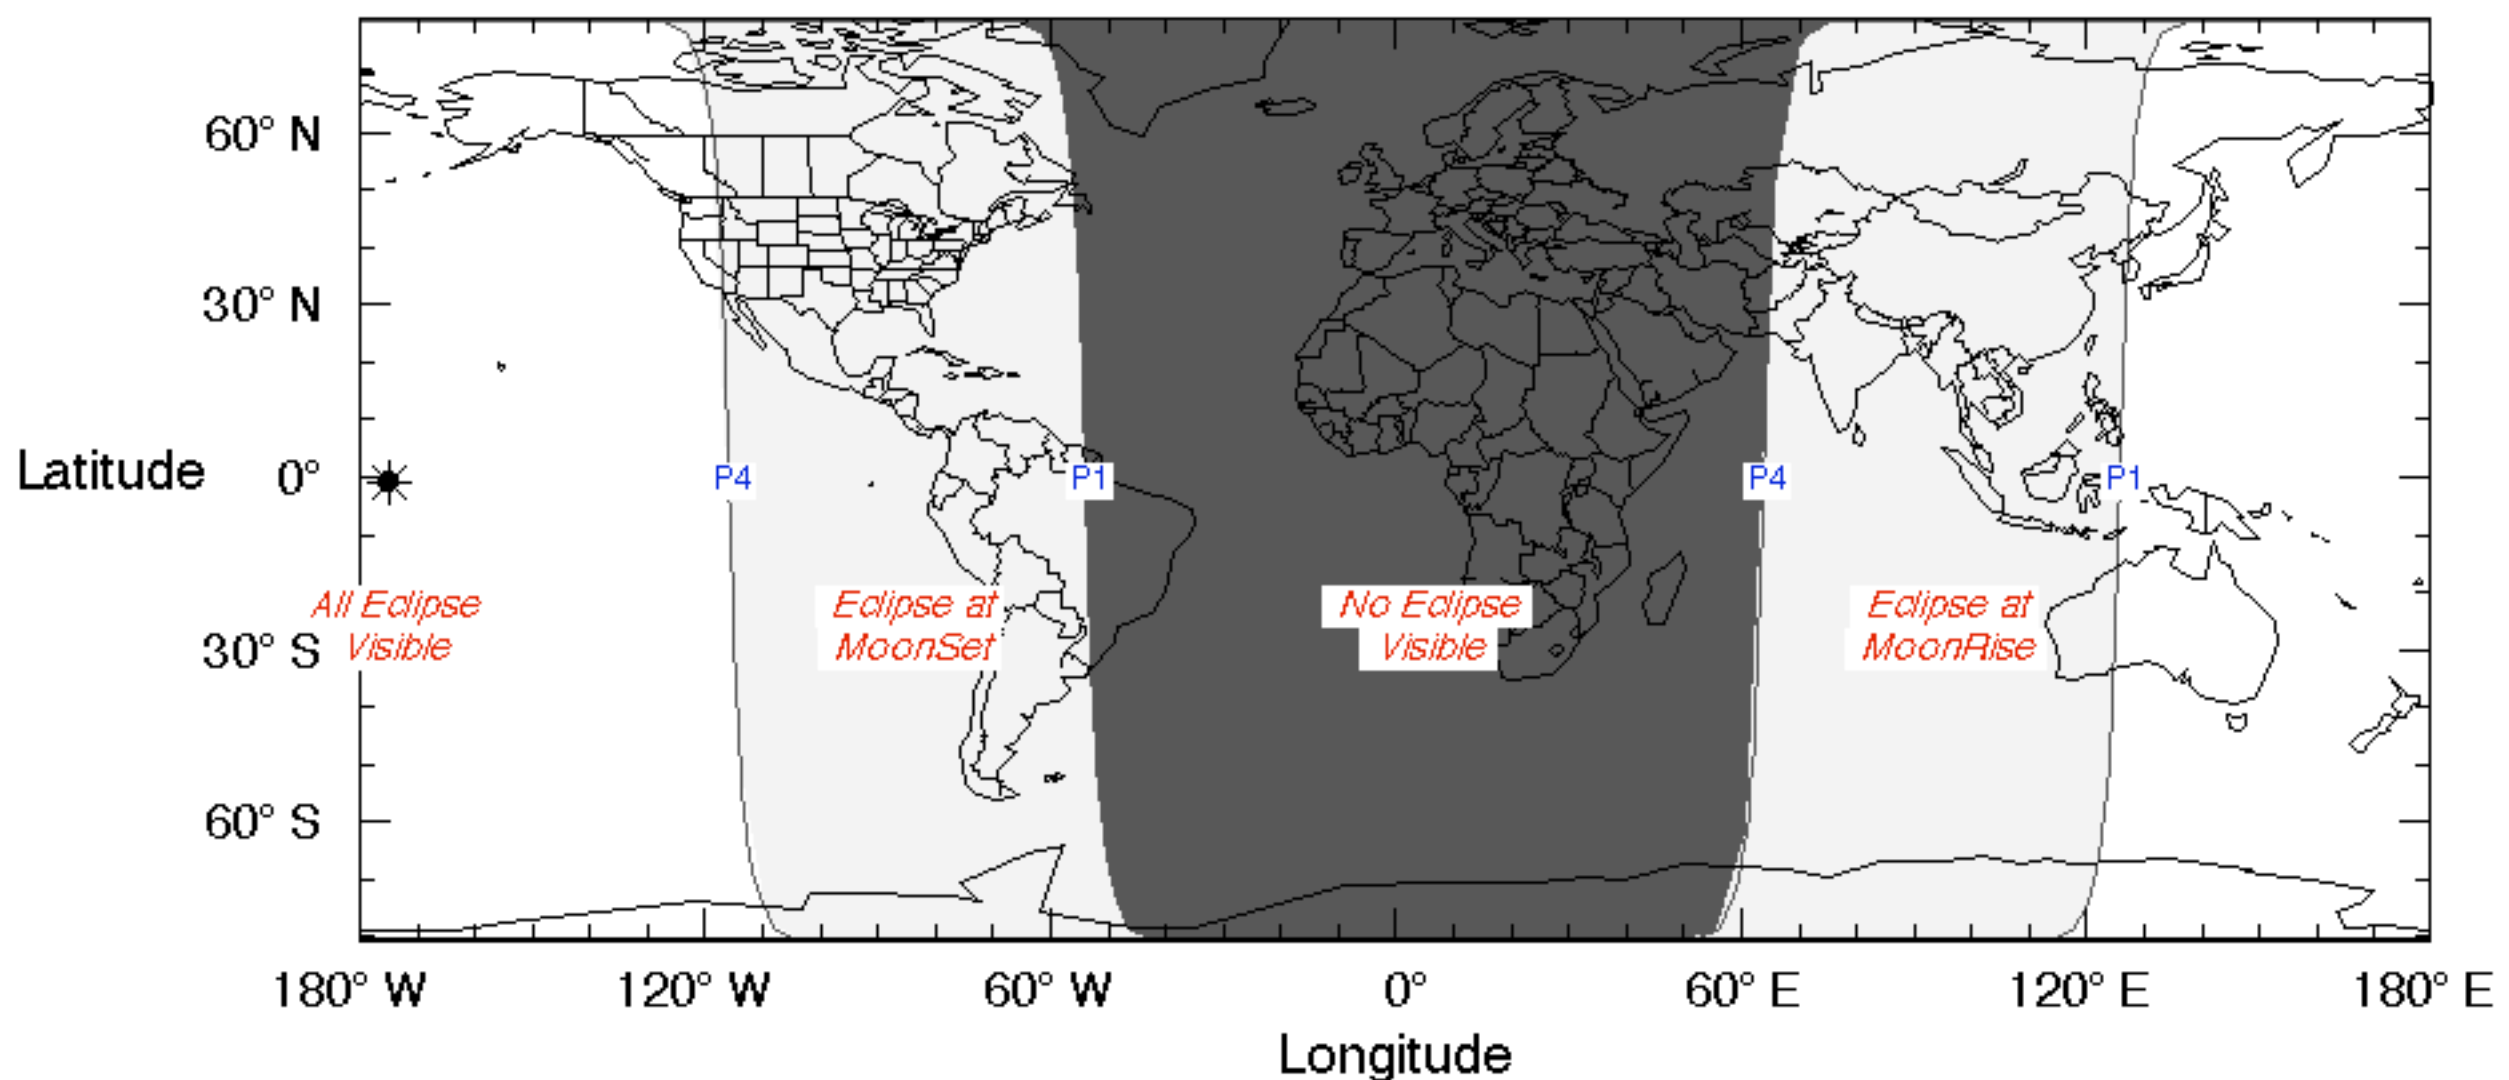 60° N
30° N
Latitude 0°
P4 P1 P4 P1
All Eclipse Eclipse at No Eclipse Eclipse at
30° S Visible MoonSet Visible MoonRise
60° S
180° W 120° W 60° W 0° 60° E 120° E 180° E
Longitude